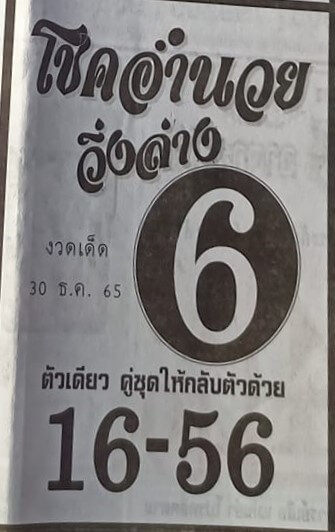 โชคอำนวย
วิ่งล่าง
6
งวดเด็ด
30 ธ.ค. 65
ตัวเดียว คู่ชุดให้กลับตัวด้วย
16-56